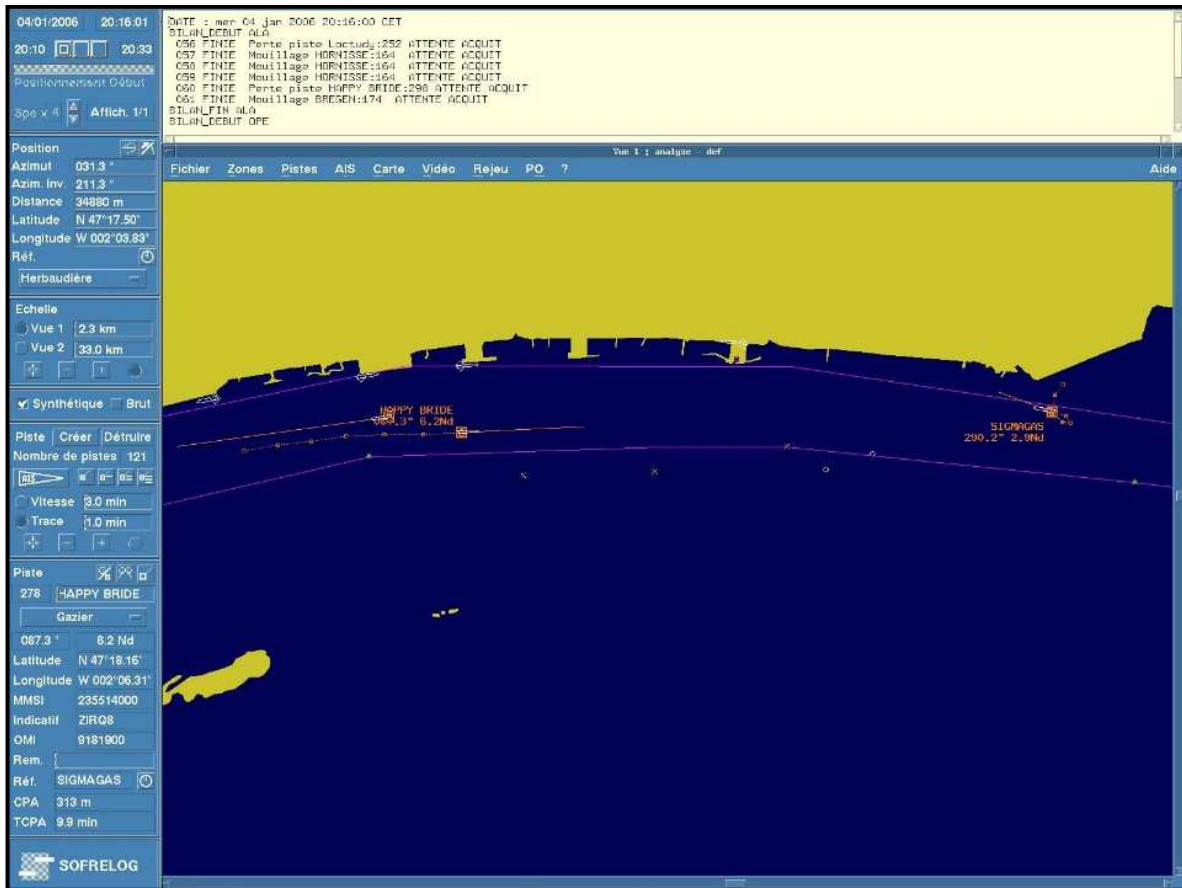 04/01/2006 20:16:01
20:10 20:33
Positionnement Début
Spe x 4 Affich. 1/1
DATE : mer 04 jan 2006 20:16:00 CET
BILAN_DEBUT ALA
056 FINIE Perte piste Loctudy:252 ATTENTE ACQUIT
057 FINIE Mouillage HORNISSE:164 ATTENTE ACQUIT
058 FINIE Mouillage HORNISSE:164 ATTENTE ACQUIT
059 FINIE Mouillage HORNISSE:164 ATTENTE ACQUIT
060 FINIE Perte piste HAPPY BRIDE:298 ATTENTE ACQUIT
061 FINIE Mouillage BREGEN:174 ATTENTE ACQUIT
BILAN_FIN ALA
BILAN_DEBUT OPE
Vue 1 : analyse - def
Fichier Zones Pistes AIS Carte Vidéo Rejeu PO ? Aide
Position
Azimut 031.3 °
Azim. Inv. 211.3 °
Distance 34880 m
Latitude N 47°17.50'
Longitude W 002°03.83'
Réf.
Herbaudière
Echelle
Vue 1 2.3 km
Vue 2 33.0 km
Synthétique Brut
Piste Créer Détruire
Nombre de pistes 121
AIS
Vitesse 3.0 min
Trace 1.0 min
Piste
278 HAPPY BRIDE
Gazier
087.3 ° 6.2 Nd
Latitude N 47°18.16'
Longitude W 002°06.31'
MMSI 235514000
Indicatif ZIRQ8
OMI 9181900
Rem.
Réf. SIGMAGAS
CPA 313 m
TCPA 9.9 min
SOFRELOG
HAPPY BRIDE
6.2Nd
SIGMAGAS
290.2° 2.9Nd